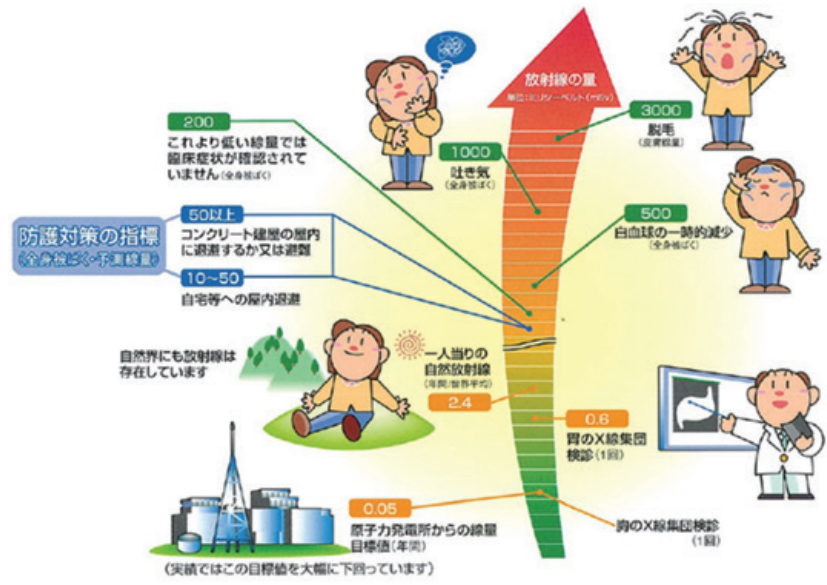 放射線の量
単位：ミリシーベルト(mSv)
3000
脱毛
(皮膚線量)
200
これより低い線量では
臨床症状が確認されて
いません(全身被ばく)
1000
吐き気
(全身被ばく)
500
白血球の一時的減少
(全身被ばく)
防護対策の指標
(全身被ばく・予測線量)
50以上
コンクリート建屋の屋内
に退避するか又は避難
10～50
自宅等への屋内退避
自然界にも放射線は
存在しています
一人当りの
自然放射線
(年間/世界平均)
2.4
0.6
胃のX線集団
検診(1回)
0.05
原子力発電所からの線量
目標値(年間)
(実績ではこの目標値を大幅に下回っています)
胸のX線集団検診
(1回)